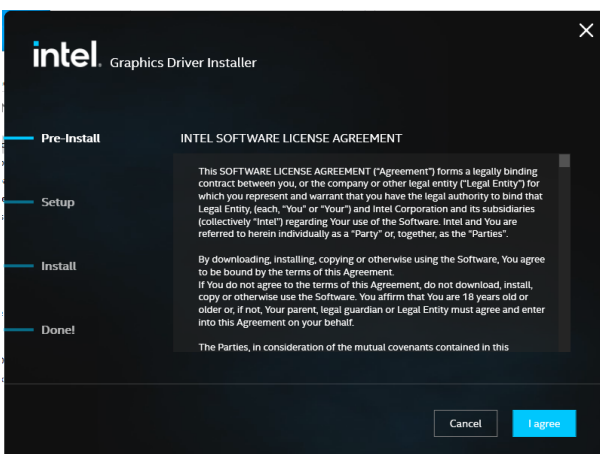 intel. Graphics Driver Installer
Pre-Install
Setup
Install
Done!
INTEL SOFTWARE LICENSE AGREEMENT
This SOFTWARE LICENSE AGREEMENT (“Agreement”) forms a legally binding
contract between you, or the company or other legal entity (“Legal Entity”) for
which you represent and warrant that you have the legal authority to bind that
Legal Entity, (each, “You” or “Your”) and Intel Corporation and its subsidiaries
(collectively “Intel”) regarding Your use of the Software. Intel and You are
referred to herein individually as a “Party” or, together, as the “Parties”.
By downloading, installing, copying or otherwise using the Software, You agree
to be bound by the terms of this Agreement.
If You do not agree to the terms of this Agreement, do not download, install,
copy or otherwise use the Software. You affirm that You are 18 years old or
older or, if not, Your parent, legal guardian or Legal Entity must agree and enter
into this Agreement on your behalf.
The Parties, in consideration of the mutual covenants contained in this
Cancel
I agree